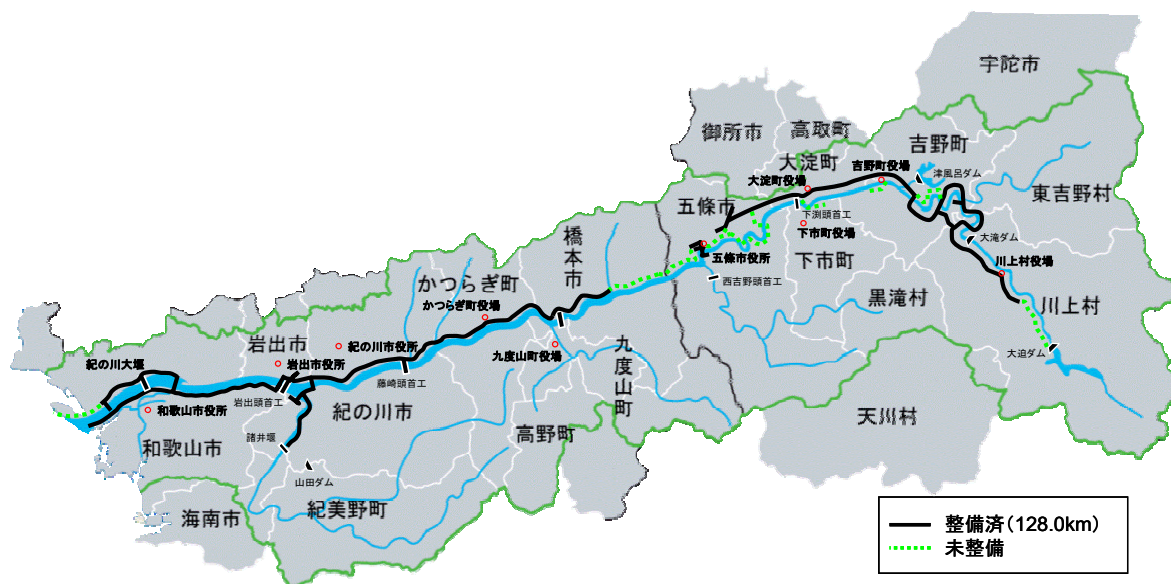 宇陀市
御所市
高取町
吉野町
大淀町
吉野町役場
津風呂ダム
大淀町役場
東吉野村
五條市
下渕頭首工
下市町役場
大滝ダム
橋本市
五條市役所
下市町
川上村役場
かつらぎ町
西吉野頭首工
黒滝村
川上村
かつらぎ町役場
岩出市
紀の川市役所
九度山町役場
九度山町
大迫ダム
紀の川大堰
岩出市役所
藤崎頭首工
岩出頭首工
和歌山市役所
紀の川市
天川村
和歌山市
諸井堰
高野町
山田ダム
海南市
紀美野町
整備済(128.0km)
未整備